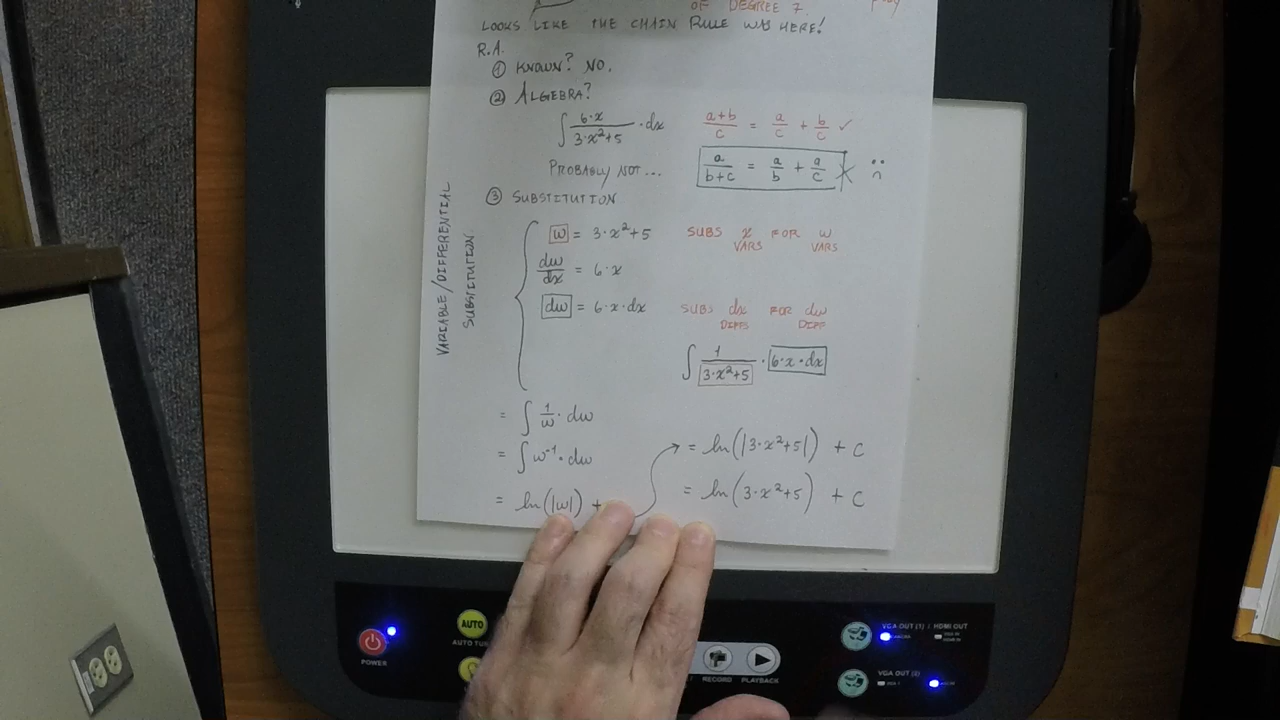 OF DEGREE 7
LOOKS LIKE THE CHAIN RULE WAS HERE!
R.A.
① KNOWN? NO.
② ALGEBRA?
∫ 6·x / 3·x²+5 · dx
a+b / c = a/c + b/c ✓
PROBABLY NOT...
a / b+c = a/b + a/c
③ SUBSTITUTION
VARIABLE/DIFFERENTIAL
SUBSTITUTION
w = 3·x²+5
SUBS x FOR w
VARS VARS
dw/dx = 6·x
dw = 6·x·dx
SUBS dx FOR dw
DIFFS DIFF
∫ 1 / 3·x²+5 · 6·x·dx
= ∫ 1/w · dw
= ∫ w⁻¹ · dw
= ln(|w|) +
= ln(|3·x²+5|) + C
= ln(3·x²+5) + C
POWER
AUTO
RECORD
PLAYBACK
VGA OUT (1) / HDMI OUT
VGA OUT (2)